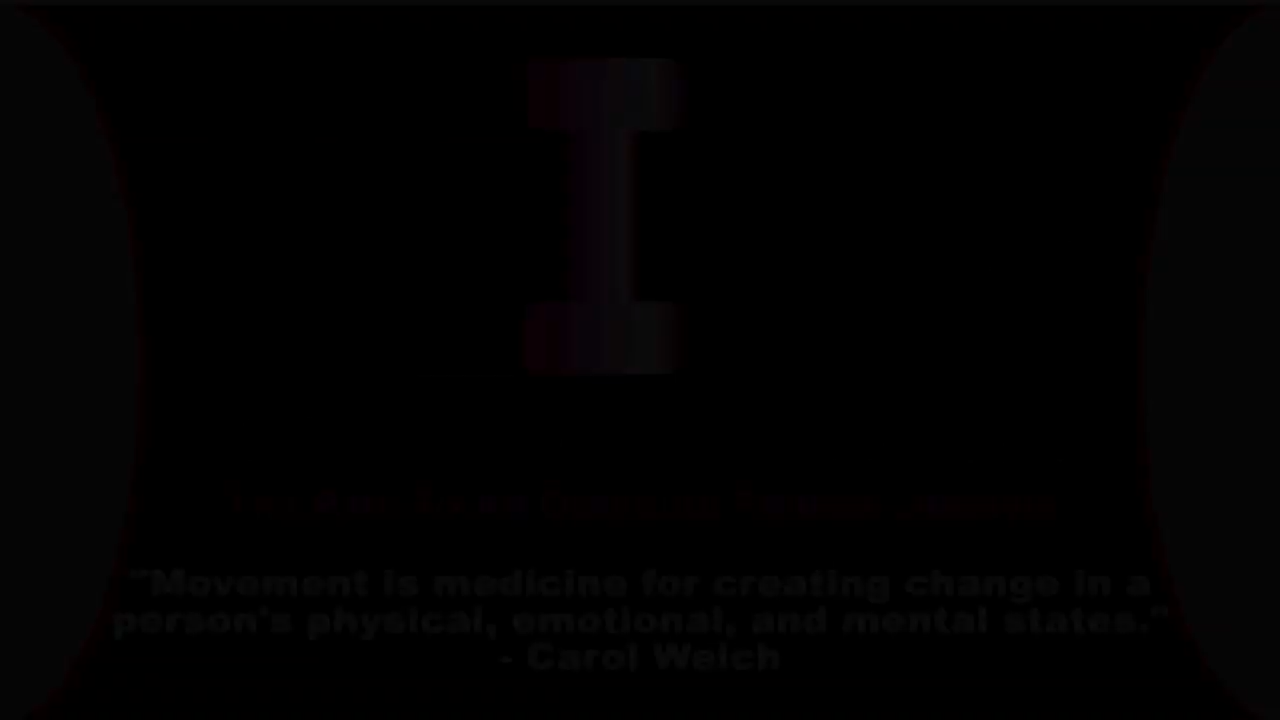 I
"Movement is medicine for creating change in a
person's physical, emotional, and mental states."
- Carol Welch